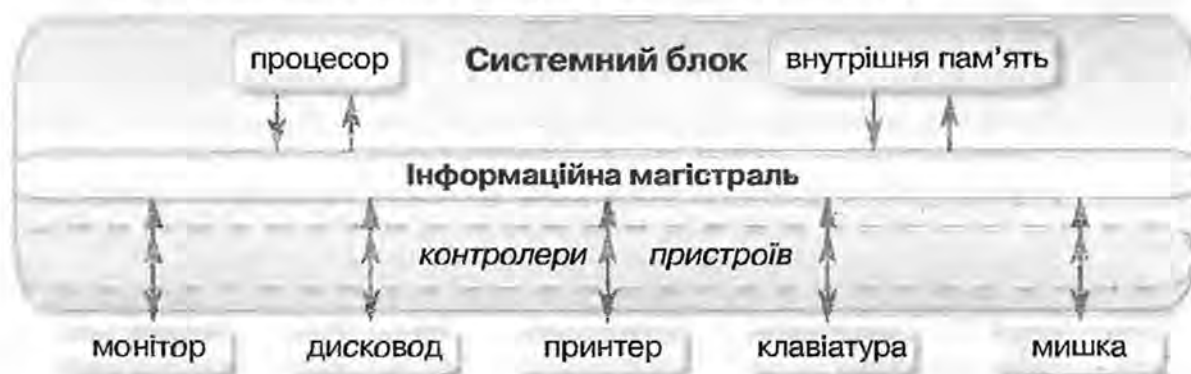 процесор Системний блок внутрішня пам’ять
Інформаційна магістраль
контролери пристроїв
монітор дисковод принтер клавіатура мишка